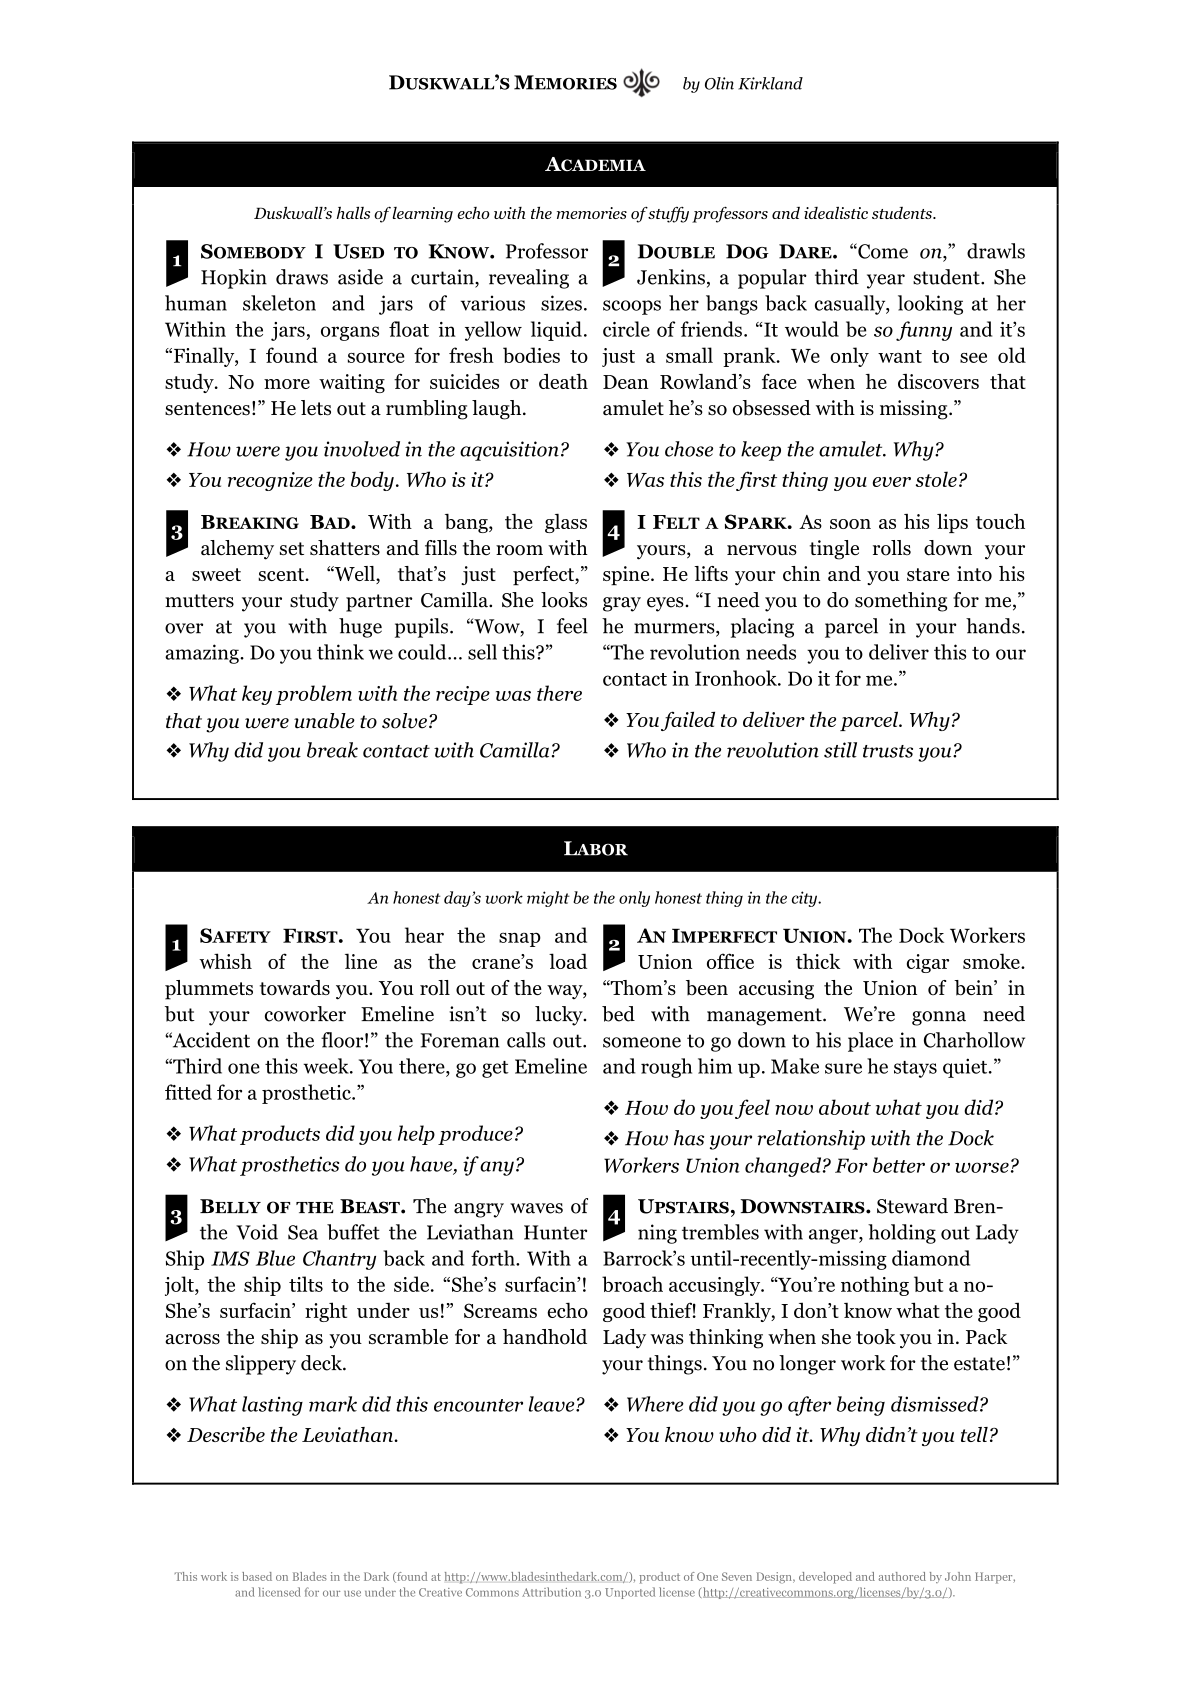 DUSKWALL’S MEMORIES by Olin Kirkland
ACADEMIA
Duskwall’s halls of learning echo with the memories of stuffy professors and idealistic students.
1 SOMEBODY I USED TO KNOW. Professor
Hopkin draws aside a curtain, revealing a
human skeleton and jars of various sizes.
Within the jars, organs float in yellow liquid.
“Finally, I found a source for fresh bodies to
study. No more waiting for suicides or death
sentences!” He lets out a rumbling laugh.
❖ How were you involved in the aqcuisition?
❖ You recognize the body. Who is it?
2 DOUBLE DOG DARE. “Come on,” drawls
Jenkins, a popular third year student. She
scoops her bangs back casually, looking at her
circle of friends. “It would be so funny and it’s
just a small prank. We only want to see old
Dean Rowland’s face when he discovers that
amulet he’s so obsessed with is missing.”
❖ You chose to keep the amulet. Why?
❖ Was this the first thing you ever stole?
3 BREAKING BAD. With a bang, the glass
alchemy set shatters and fills the room with
a sweet scent. “Well, that’s just perfect,”
mutters your study partner Camilla. She looks
over at you with huge pupils. “Wow, I feel
amazing. Do you think we could... sell this?”
❖ What key problem with the recipe was there
that you were unable to solve?
❖ Why did you break contact with Camilla?
4 I FELT A SPARK. As soon as his lips touch
yours, a nervous tingle rolls down your
spine. He lifts your chin and you stare into his
gray eyes. “I need you to do something for me,”
he murmers, placing a parcel in your hands.
“The revolution needs you to deliver this to our
contact in Ironhook. Do it for me.”
❖ You failed to deliver the parcel. Why?
❖ Who in the revolution still trusts you?
LABOR
An honest day’s work might be the only honest thing in the city.
1 SAFETY FIRST. You hear the snap and
whish of the line as the crane’s load
plummets towards you. You roll out of the way,
but your coworker Emeline isn’t so lucky.
“Accident on the floor!” the Foreman calls out.
“Third one this week. You there, go get Emeline
fitted for a prosthetic.”
❖ What products did you help produce?
❖ What prosthetics do you have, if any?
2 AN IMPERFECT UNION. The Dock Workers
Union office is thick with cigar smoke.
“Thom’s been accusing the Union of bein’ in
bed with management. We’re gonna need
someone to go down to his place in Charhollow
and rough him up. Make sure he stays quiet.”
❖ How do you feel now about what you did?
❖ How has your relationship with the Dock
Workers Union changed? For better or worse?
3 BELLY OF THE BEAST. The angry waves of
the Void Sea buffet the Leviathan Hunter
Ship IMS Blue Chantry back and forth. With a
jolt, the ship tilts to the side. “She’s surfacin’!
She’s surfacin’ right under us!” Screams echo
across the ship as you scramble for a handhold
on the slippery deck.
❖ What lasting mark did this encounter leave?
❖ Describe the Leviathan.
4 UPSTAIRS, DOWNSTAIRS. Steward Bren-
ning trembles with anger, holding out Lady
Barrock’s until-recently-missing diamond
broach accusingly. “You’re nothing but a no-
good thief! Frankly, I don’t know what the good
Lady was thinking when she took you in. Pack
your things. You no longer work for the estate!”
❖ Where did you go after being dismissed?
❖ You know who did it. Why didn’t you tell?
This work is based on Blades in the Dark (found at http://www.bladesinthedark.com/), product of One Seven Design, developed and authored by John Harper,
and licensed for our use under the Creative Commons Attribution 3.0 Unported license (http://creativecommons.org/licenses/by/3.0/).